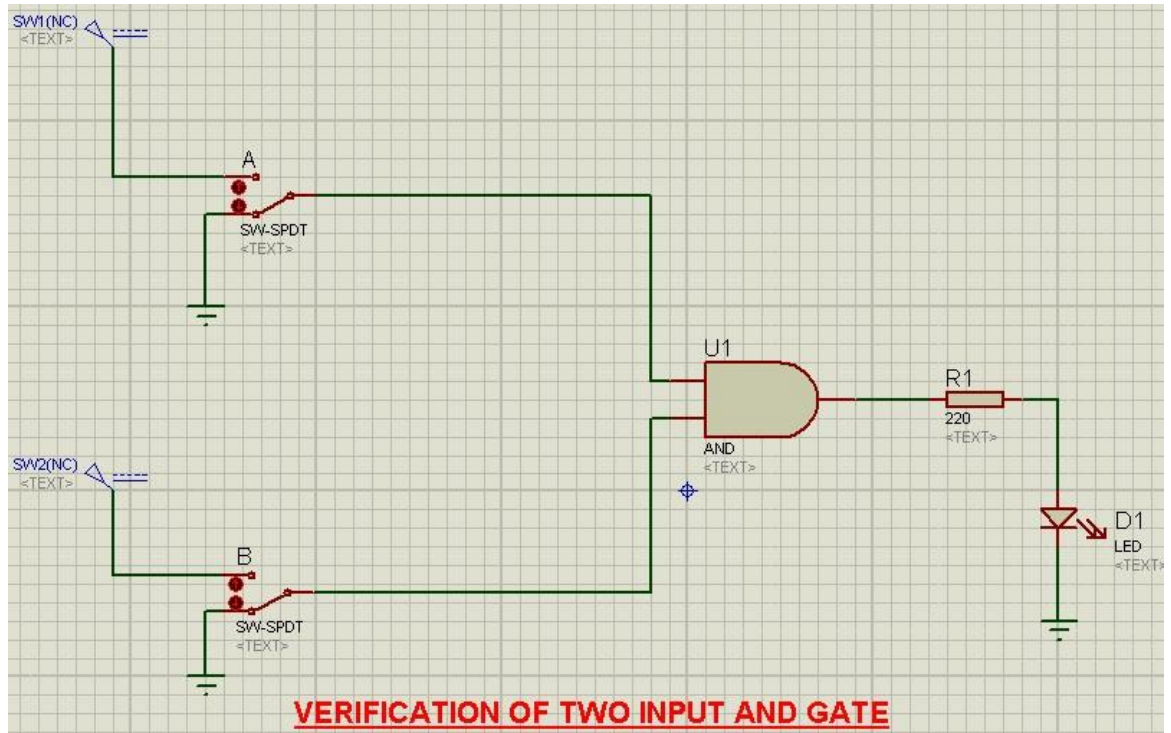 SW1(NC)
<TEXT>
A
SW-SPDT
<TEXT>
U1
AND
<TEXT>
R1
220
<TEXT>
SW2(NC)
<TEXT>
B
SW-SPDT
<TEXT>
D1
LED
<TEXT>
VERIFICATION OF TWO INPUT AND GATE